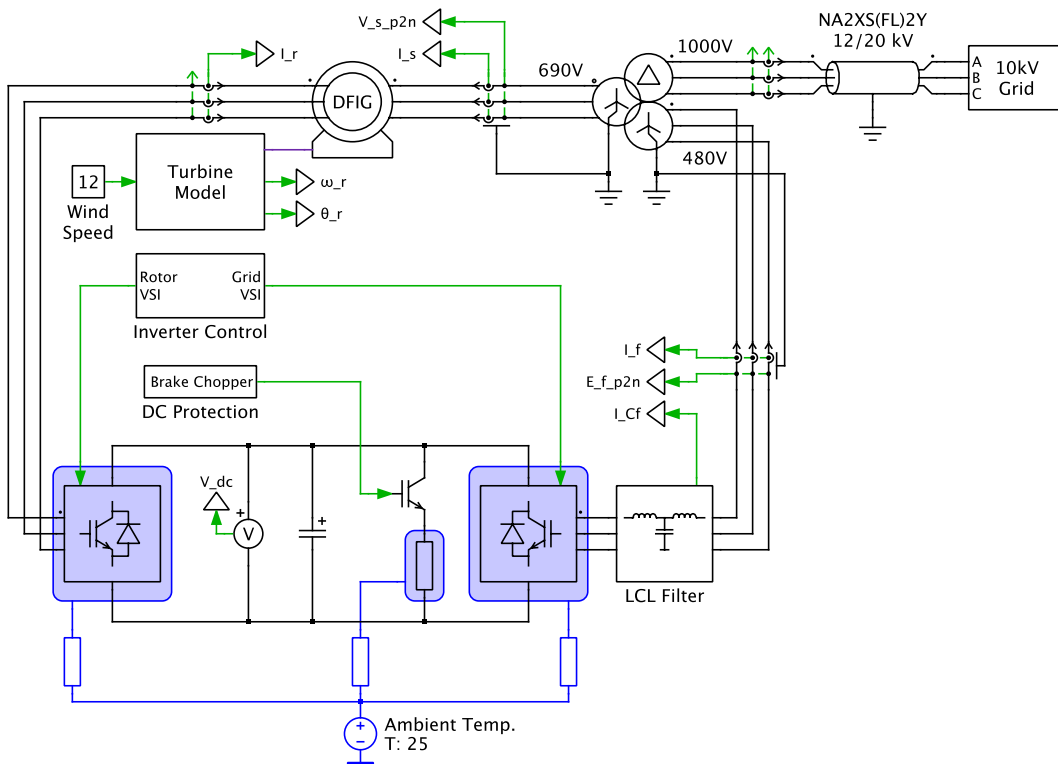 V_s_p2n
NA2XS(FL)2Y
12/20 kV
I_r
I_s
1000V
690V
A
B
C
10kV
Grid
DFIG
480V
12
Wind
Speed
Turbine
Model
ω_r
θ_r
Rotor
VSI
Grid
VSI
Inverter Control
I_f
E_f_p2n
I_Cf
Brake Chopper
DC Protection
V_dc
+
V
+
LCL Filter
+
−
Ambient Temp.
T: 25